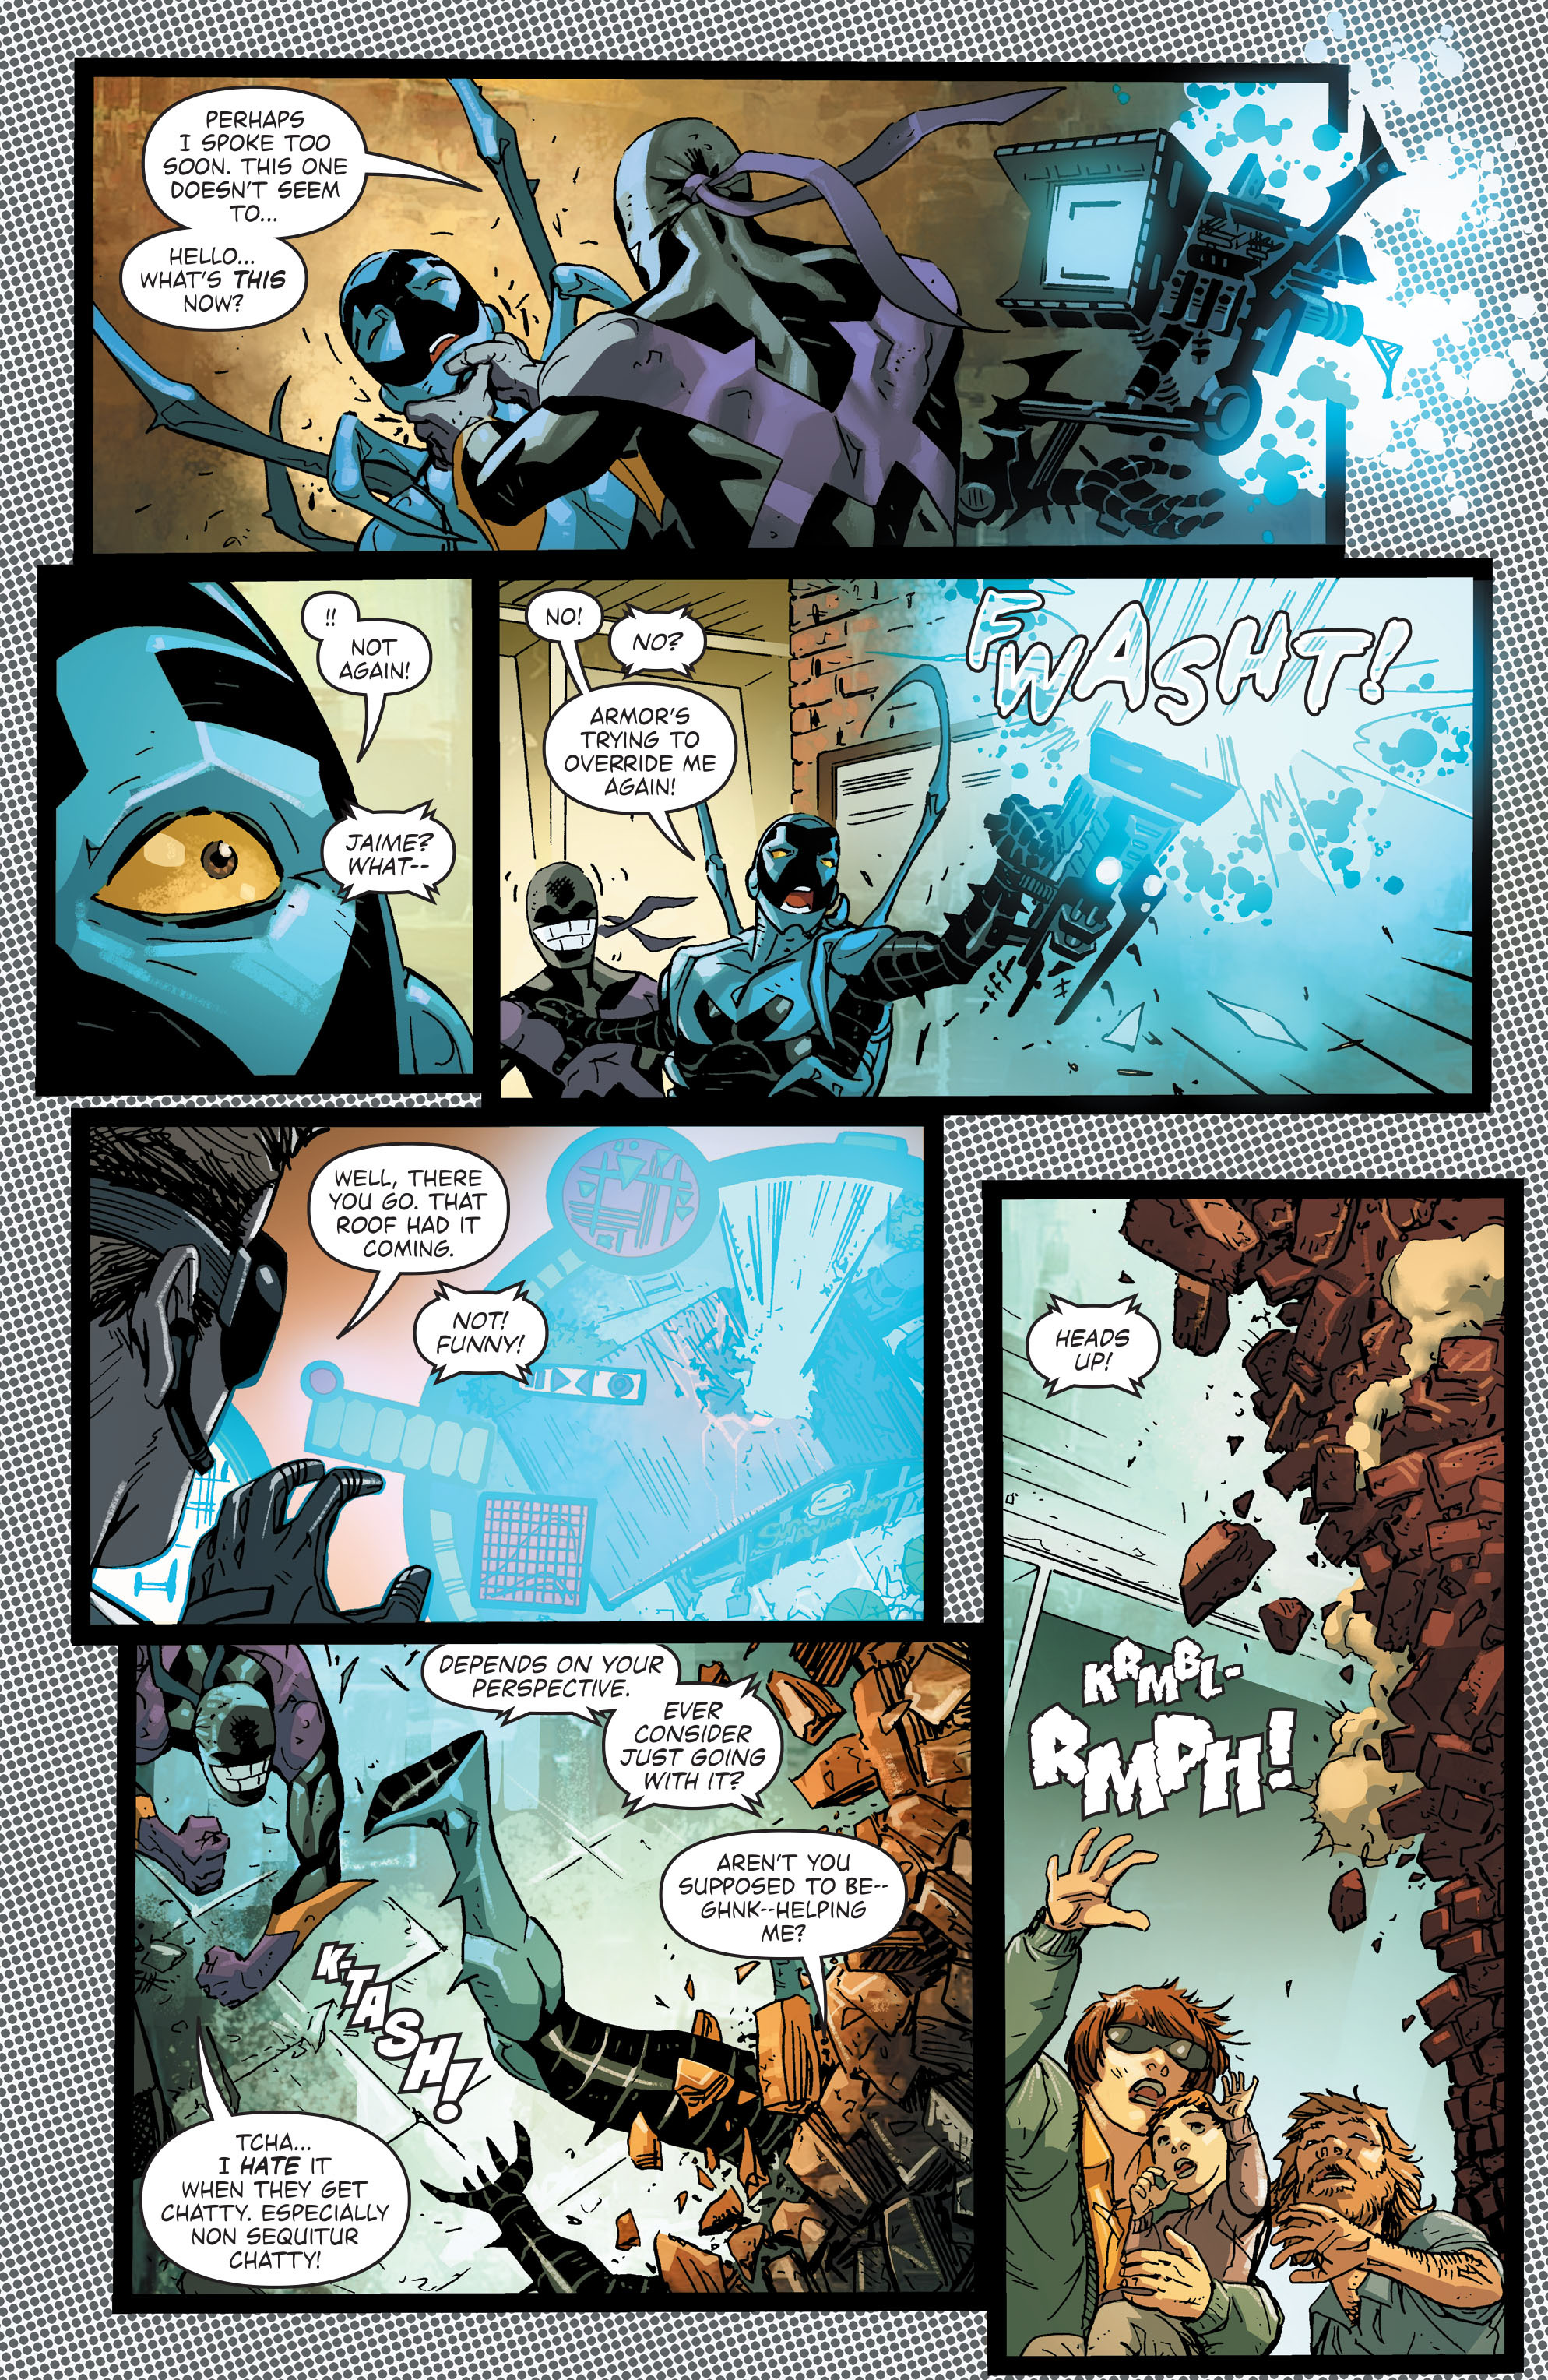 PERHAPS
I SPOKE TOO
SOON. THIS ONE
DOESN'T SEEM
TO...
HELLO...
WHAT'S THIS
NOW?
!!
NOT
AGAIN!
JAIME?
WHAT--
NO!
NO?
ARMOR'S
TRYING TO
OVERRIDE ME
AGAIN!
FWASHT!
WELL, THERE
YOU GO. THAT
ROOF HAD IT
COMING.
NOT!
FUNNY!
HEADS
UP!
KRMBL-
RMPH!
DEPENDS ON YOUR
PERSPECTIVE.
EVER
CONSIDER
JUST GOING
WITH IT?
AREN'T YOU
SUPPOSED TO BE--
GHNK--HELPING
ME?
K-TASH!
TCHA...
I HATE IT
WHEN THEY GET
CHATTY. ESPECIALLY
NON SEQUITUR
CHATTY!